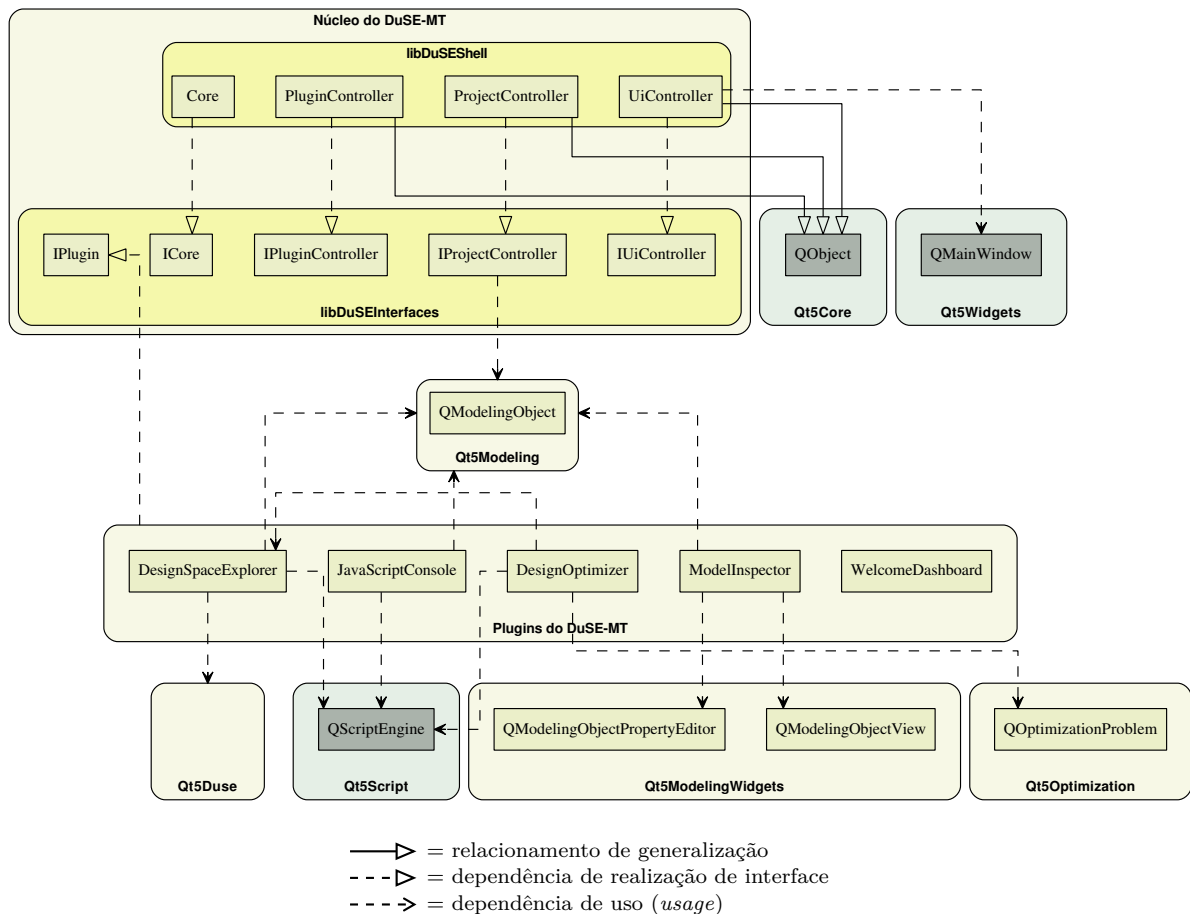 Núcleo do DuSE-MT
libDuSEShell
Core
PluginController
ProjectController
UiController
IPlugin
ICore
IPluginController
IProjectController
IUiController
libDuSEInterfaces
QObject
Qt5Core
QMainWindow
Qt5Widgets
QModelingObject
Qt5Modeling
DesignSpaceExplorer
JavaScriptConsole
DesignOptimizer
ModelInspector
WelcomeDashboard
Plugins do DuSE-MT
Qt5Duse
QScriptEngine
Qt5Script
QModelingObjectPropertyEditor
QModelingObjectView
Qt5ModelingWidgets
QOptimizationProblem
Qt5Optimization
= relacionamento de generalização
= dependência de realização de interface
= dependência de uso (usage)